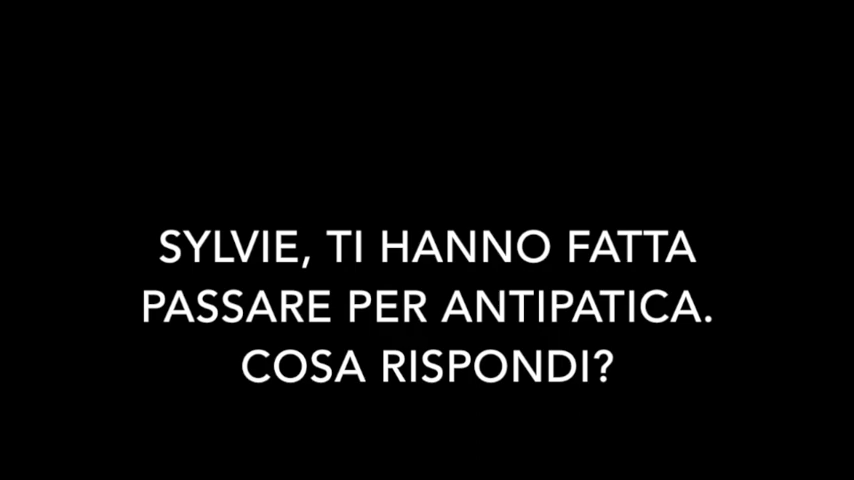 SYLVIE, TI HANNO FATTA
PASSARE PER ANTIPATICA.
COSA RISPONDI?